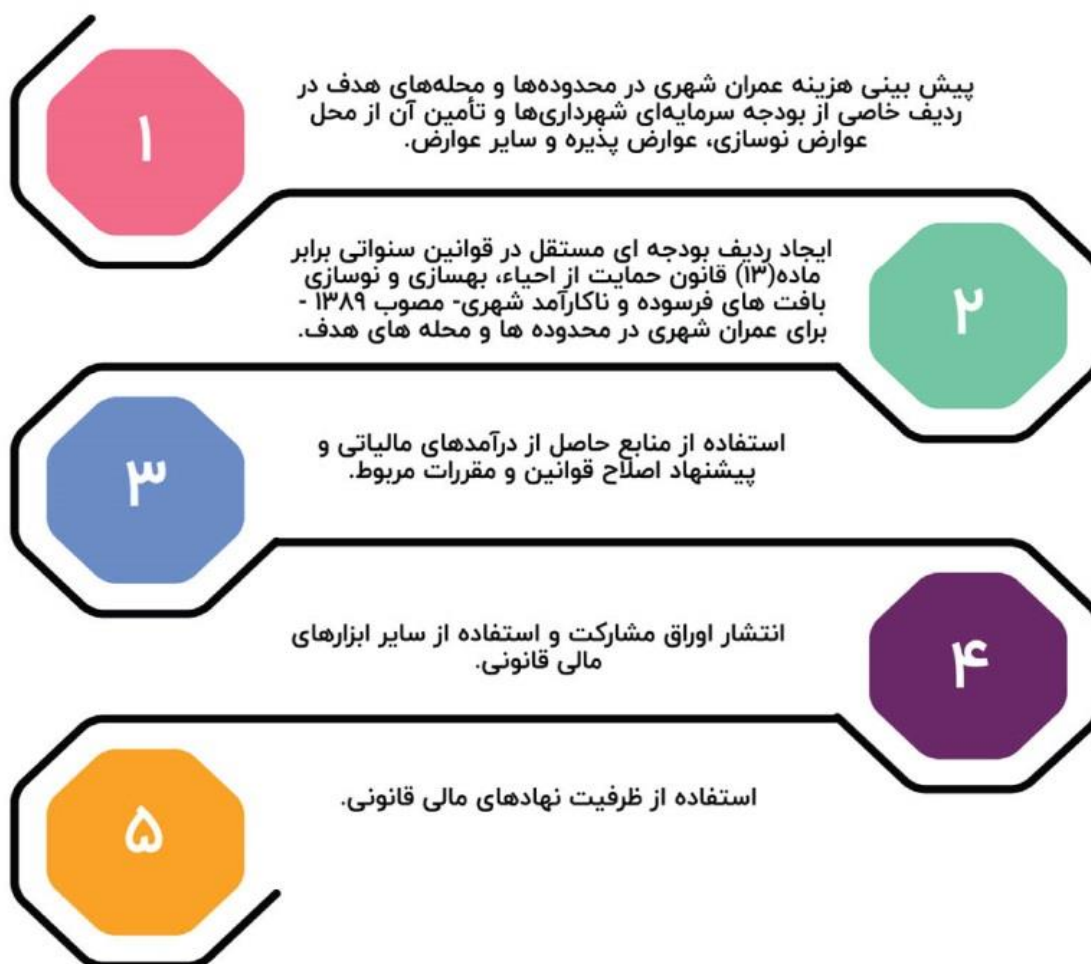 ۱
پیش بینی هزینه عمران شهری در محدوده‌ها و محله‌های هدف در
ردیف خاصی از بودجه سرمایه‌ای شهرداری‌ها و تأمین آن از محل
عوارض نوسازی، عوارض پذیره و سایر عوارض.
۲
ایجاد ردیف بودجه ای مستقل در قوانین سنواتی برابر
ماده(۱۳) قانون حمایت از احیاء، بهسازی و نوسازی
بافت های فرسوده و ناکارآمد شهری- مصوب ۱۳۸۹ -
برای عمران شهری در محدوده ها و محله های هدف.
۳
استفاده از منابع حاصل از درآمدهای مالیاتی و
پیشنهاد اصلاح قوانین و مقررات مربوط.
۴
انتشار اوراق مشارکت و استفاده از سایر ابزارهای
مالی قانونی.
۵
استفاده از ظرفیت نهادهای مالی قانونی.